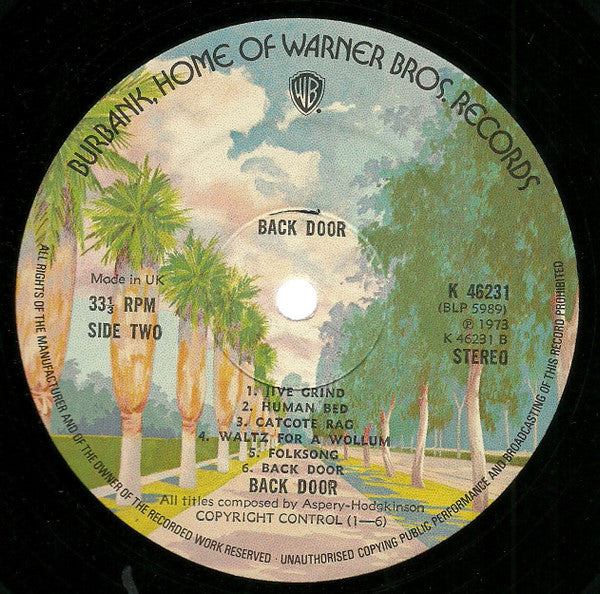 BURBANK, HOME OF WARNER BROS. RECORDS
WB
BACK DOOR
Made in UK
33⅓ RPM
SIDE TWO
K 46231
(BLP 5989)
℗ 1973
K 46231 B
STEREO
1. JIVE GRIND
2. HUMAN BED
3. CATCOTE RAG
4. WALTZ FOR A WOLLUM
5. FOLKSONG
6. BACK DOOR
BACK DOOR
All titles composed by Aspery-Hodgkinson
COPYRIGHT CONTROL (1—6)
ALL RIGHTS OF THE MANUFACTURER AND OF THE OWNER OF THE RECORDED WORK RESERVED · UNAUTHORISED COPYING PUBLIC PERFORMANCE AND BROADCASTING OF THIS RECORD PROHIBITED